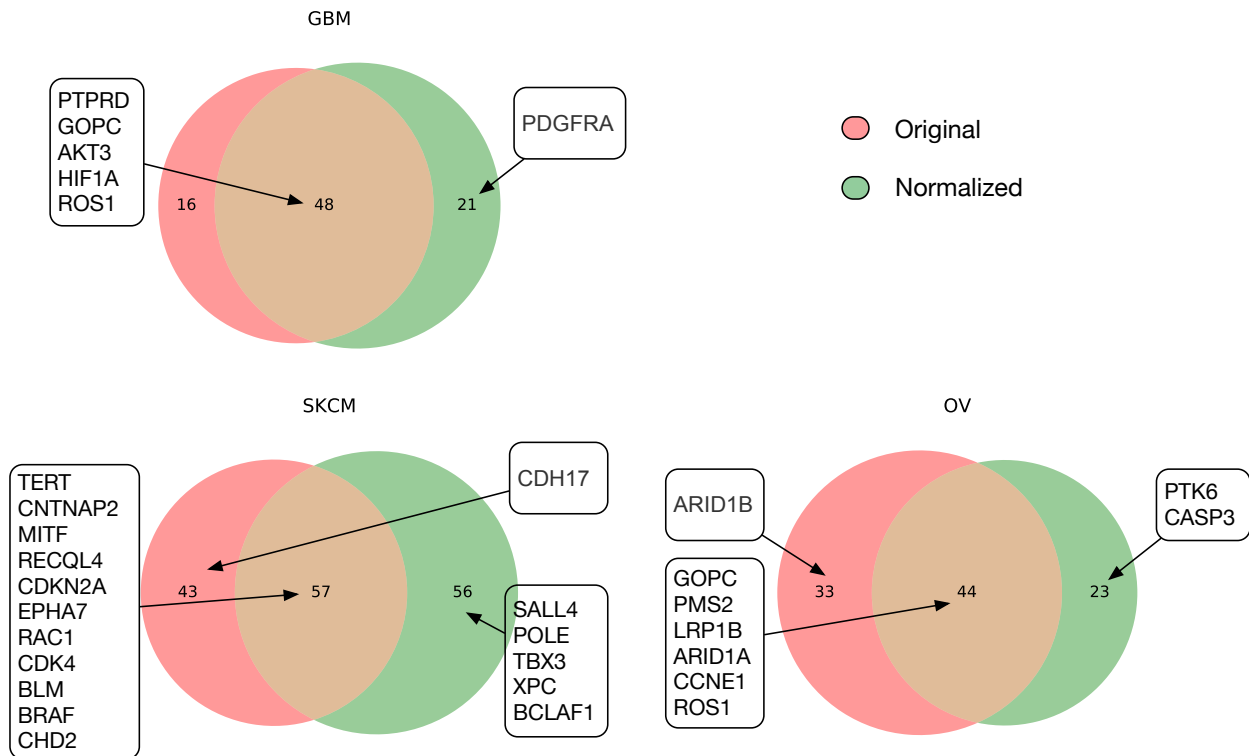 GBM
PTPRD
GOPC
AKT3
HIF1A
ROS1
16
48
21
PDGFRA
Original
Normalized
SKCM
TERT
CNTNAP2
MITF
RECQL4
CDKN2A
EPHA7
RAC1
CDK4
BLM
BRAF
CHD2
43
57
56
CDH17
SALL4
POLE
TBX3
XPC
BCLAF1
OV
ARID1B
GOPC
PMS2
LRP1B
ARID1A
CCNE1
ROS1
33
44
23
PTK6
CASP3